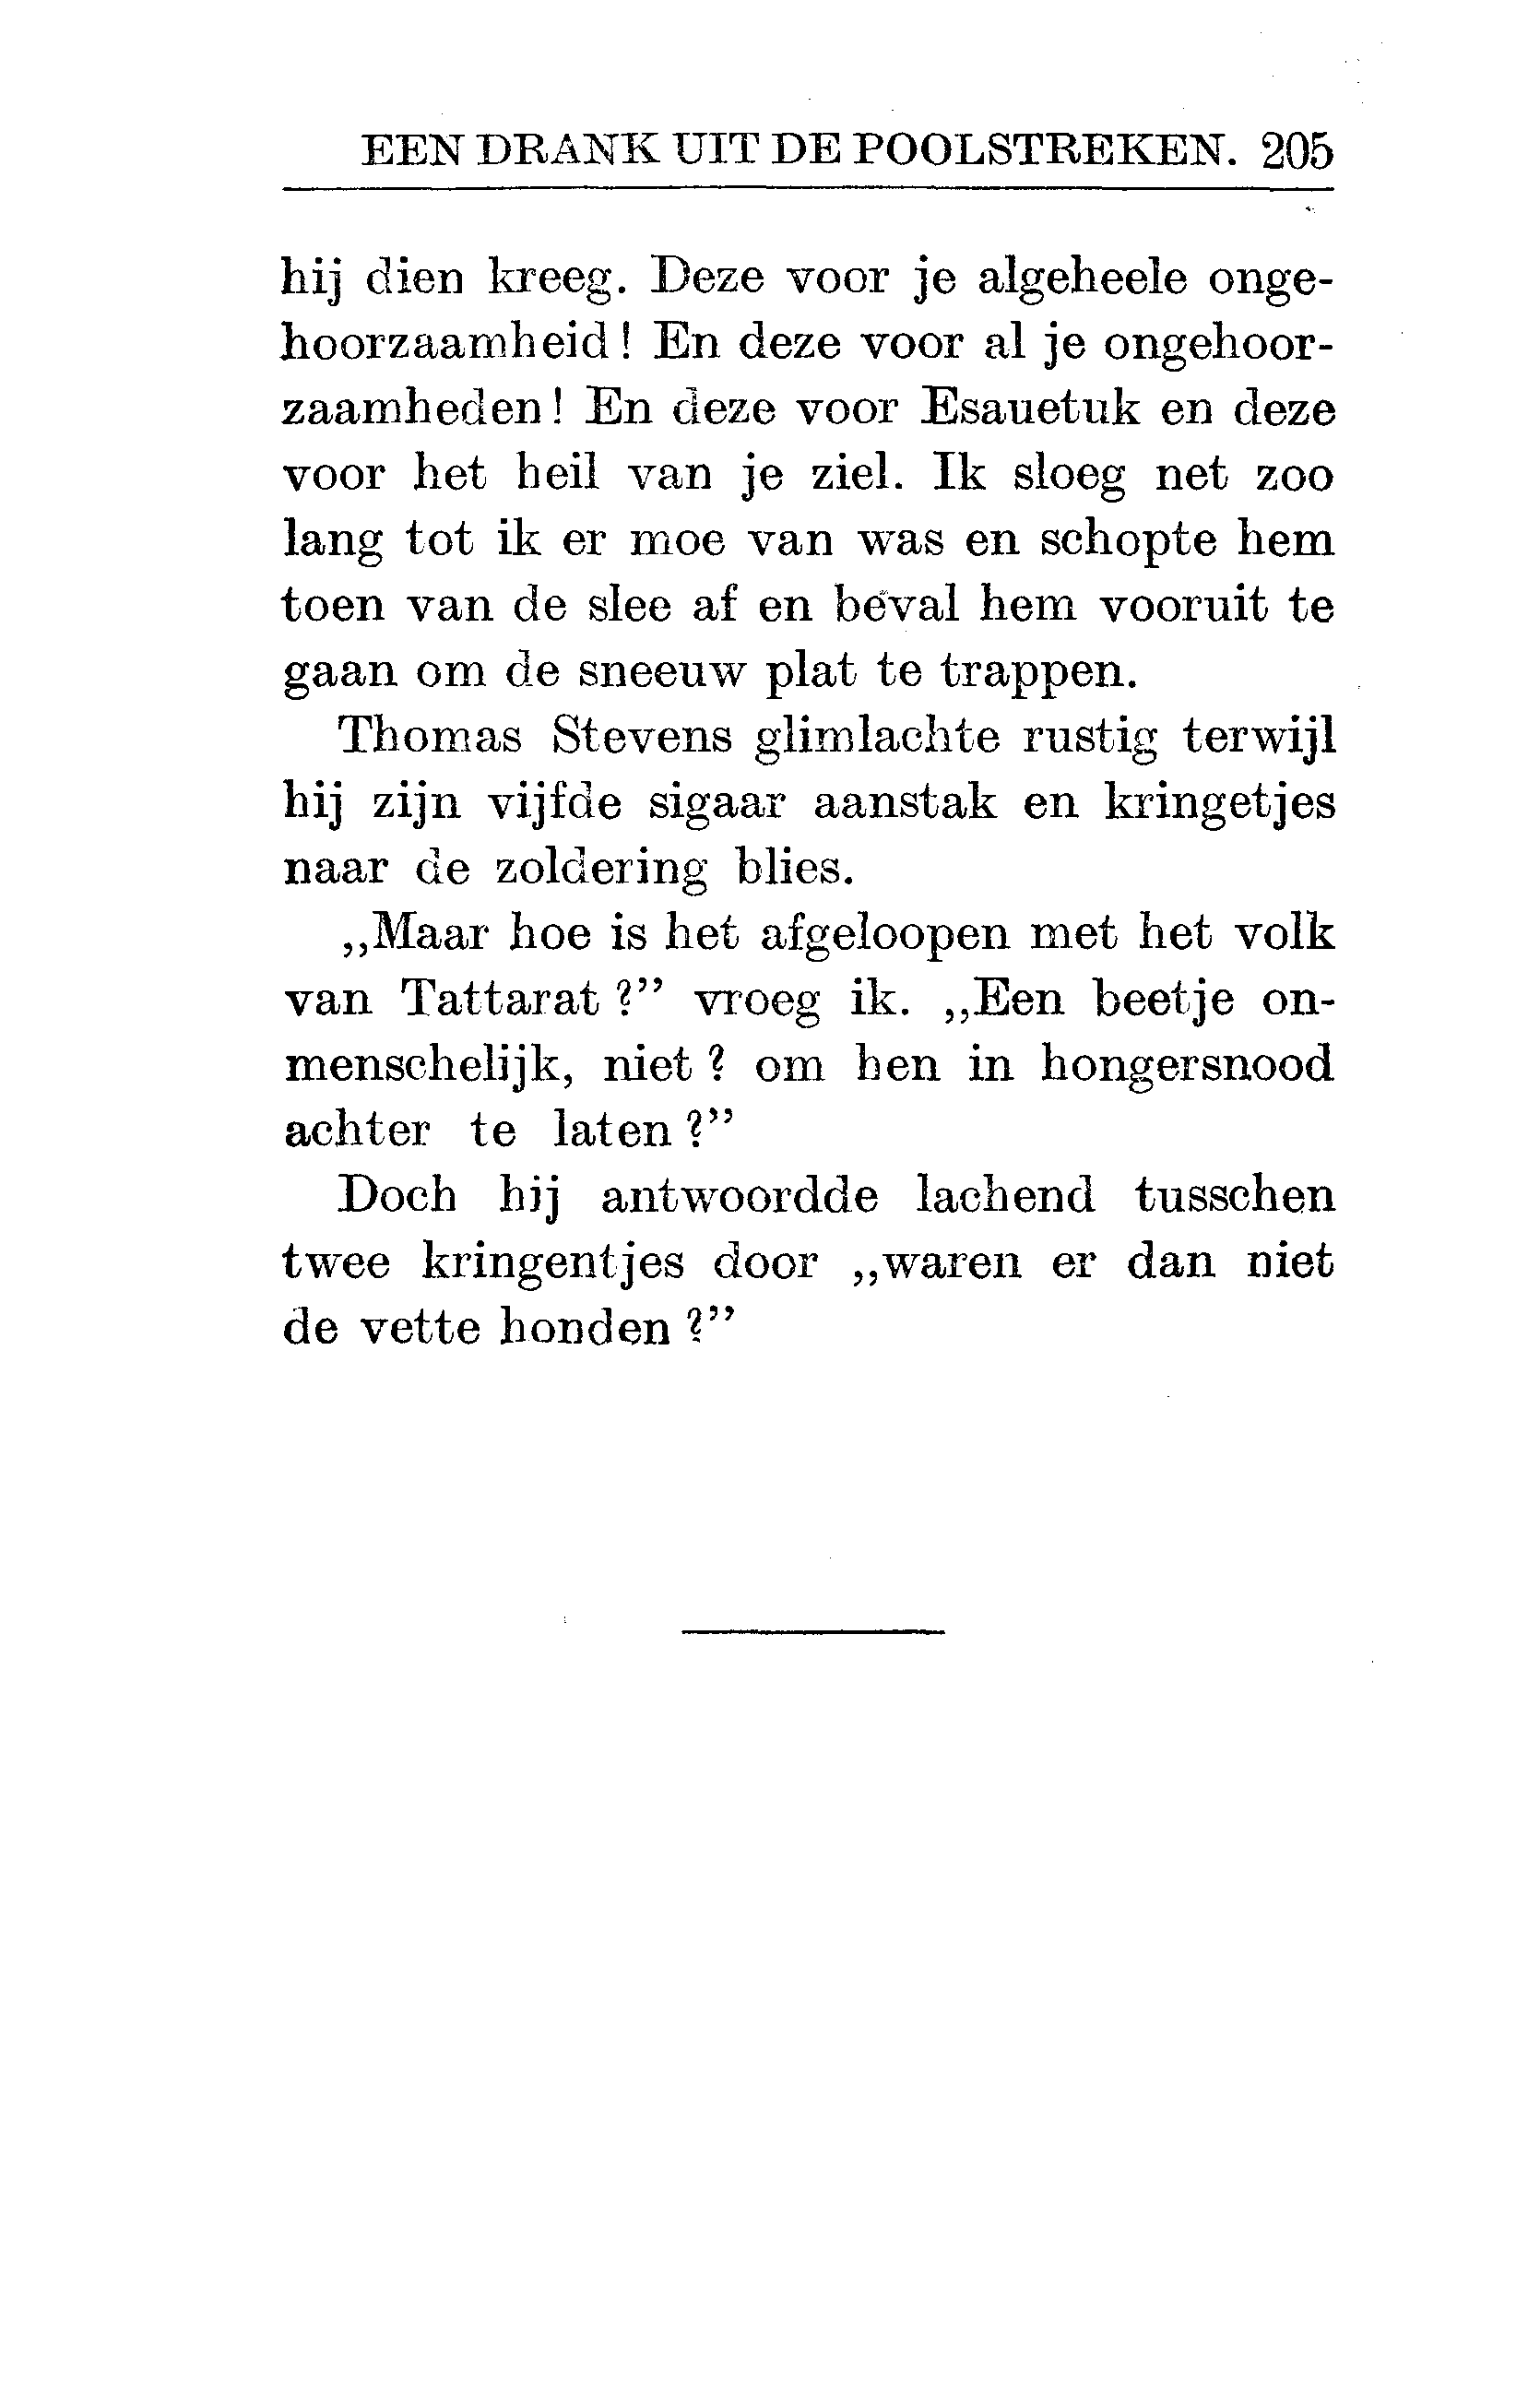 EEN DRANK UIT DE POOLSTREKEN. 205
hij dien kreeg. Deze voor je algeheele onge-
hoorzaamheid! En deze voor al je ongehoor-
zaamheden! En deze voor Esauetuk en deze
voor het heil van je ziel. Ik sloeg net zoo
lang tot ik er moe van was en schopte hem
toen van de slee af en beval hem vooruit te
gaan om de sneeuw plat te trappen.
Thomas Stevens glimlachte rustig terwijl
hij zijn vijfde sigaar aanstak en kringetjes
naar de zoldering blies.
,,Maar hoe is het afgeloopen met het volk
van Tattarat?” vroeg ik. ,,Een beetje on-
menschelijk, niet? om hen in hongersnood
achter te laten?”
Doch hij antwoordde lachend tusschen
twee kringentjes door ,,waren er dan niet
de vette honden?”